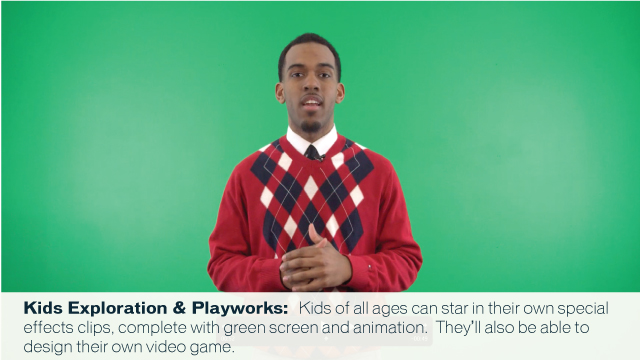 Kids Exploration & Playworks: Kids of all ages can star in their own special
effects clips, complete with green screen and animation. They'll also be able to
design their own video game.